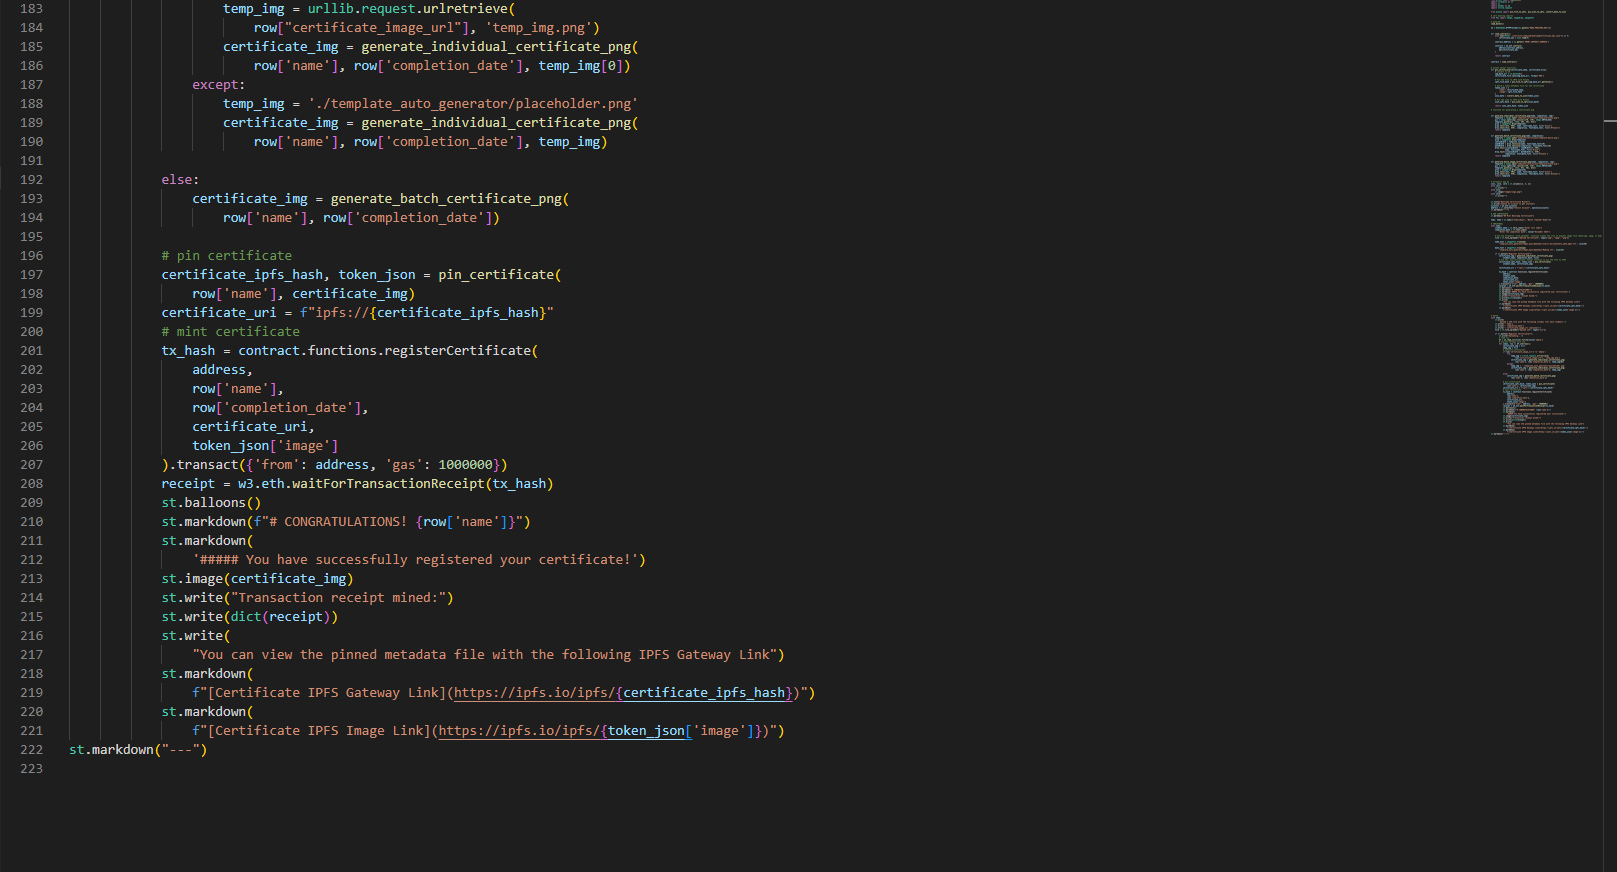 183 temp_img = urllib.request.urlretrieve(
184 row["certificate_image_url"], 'temp_img.png')
185 certificate_img = generate_individual_certificate_png(
186 row['name'], row['completion_date'], temp_img[0])
187 except:
188 temp_img = './template_auto_generator/placeholder.png'
189 certificate_img = generate_individual_certificate_png(
190 row['name'], row['completion_date'], temp_img)
191
192 else:
193 certificate_img = generate_batch_certificate_png(
194 row['name'], row['completion_date'])
195
196 # pin certificate
197 certificate_ipfs_hash, token_json = pin_certificate(
198 row['name'], certificate_img)
199 certificate_uri = f"ipfs://{certificate_ipfs_hash}"
200 # mint certificate
201 tx_hash = contract.functions.registerCertificate(
202 address,
203 row['name'],
204 row['completion_date'],
205 certificate_uri,
206 token_json['image']
207 ).transact({'from': address, 'gas': 1000000})
208 receipt = w3.eth.waitForTransactionReceipt(tx_hash)
209 st.balloons()
210 st.markdown(f"# CONGRATULATIONS! {row['name']}")
211 st.markdown(
212 '##### You have successfully registered your certificate!')
213 st.image(certificate_img)
214 st.write("Transaction receipt mined:")
215 st.write(dict(receipt))
216 st.write(
217 "You can view the pinned metadata file with the following IPFS Gateway Link")
218 st.markdown(
219 f"[Certificate IPFS Gateway Link](https://ipfs.io/ipfs/{certificate_ipfs_hash})")
220 st.markdown(
221 f"[Certificate IPFS Image Link](https://ipfs.io/ipfs/{token_json['image']})")
222 st.markdown("---")
223